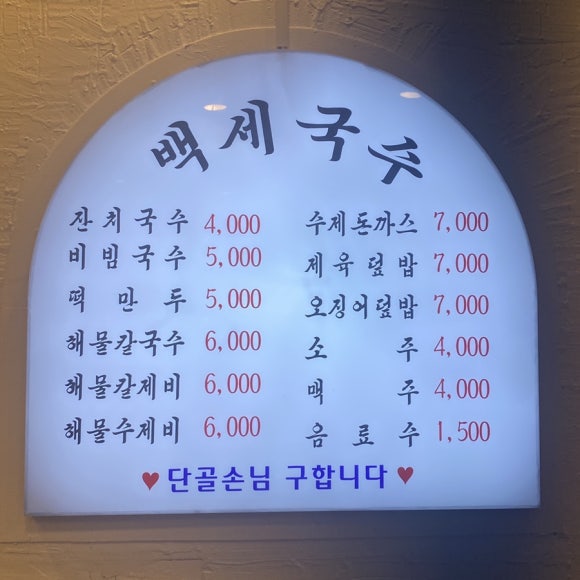 백세국수
잔치국수 4,000
비빔국수 5,000
떡만두 5,000
해물칼국수 6,000
해물칼제비 6,000
해물수제비 6,000
수제돈까스 7,000
제육덮밥 7,000
오징어덮밥 7,000
소주 4,000
맥주 4,000
음료수 1,500
♥ 단골손님 구합니다 ♥